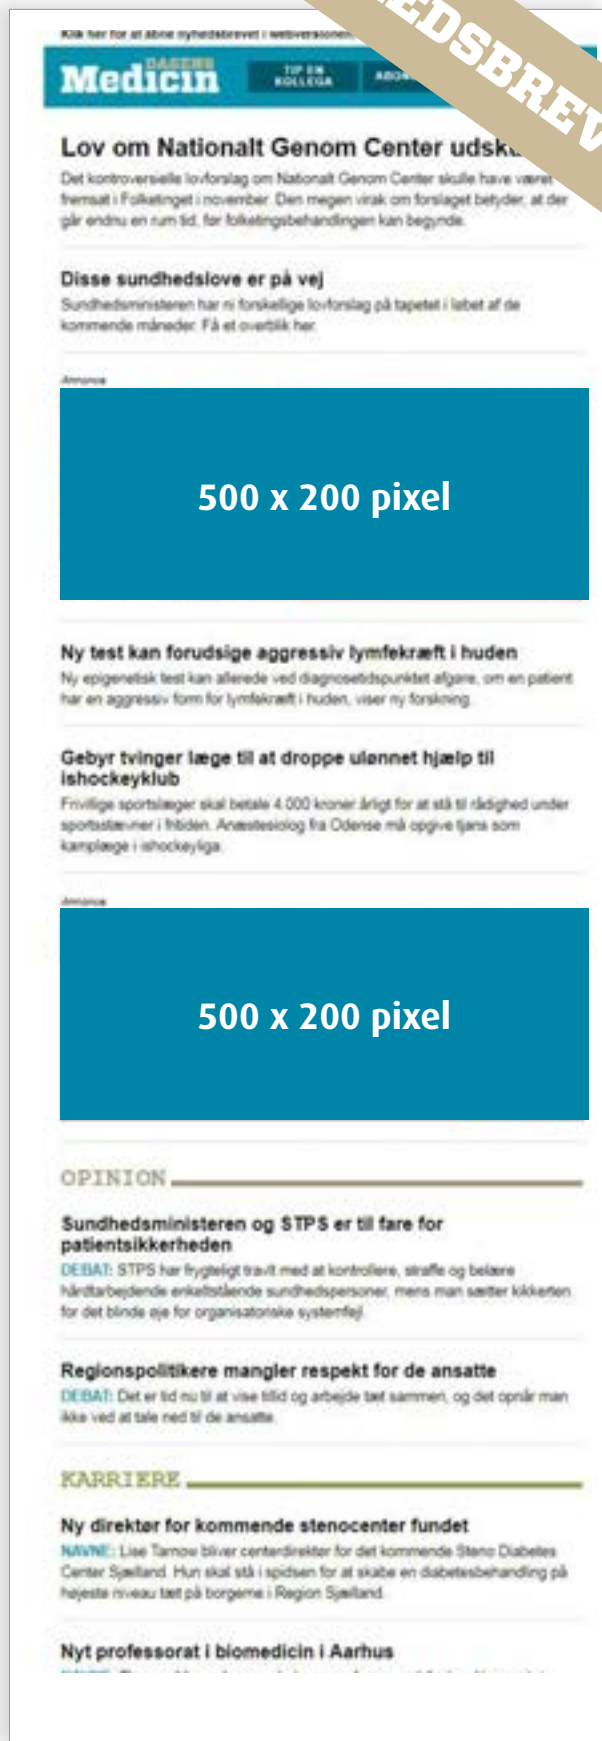 Klik her for at åbne nyhedsbrevet i webversionen
EDSBREV
DAGENS
Medicin
TIP EN
KOLLEGA
Lov om Nationalt Genom Center
Det kontroversielle lovforslag om Nationalt Genom Center skulle have været
fremsat i Folketinget i november. Den megen virak om forslaget betyder, at der
går endnu en rum tid, før folketingsbehandlingen kan begynde.
Disse sundhedslove er på vej
Sundhedsministeren har ni forskellige lovforslag på tapetet i løbet af de
kommende måneder. Få et overblik her.
Annonce
500 x 200 pixel
Ny test kan forudsige aggressiv lymfekræft i huden
Ny epigenetisk test kan allerede ved diagnosetidspunktet afgøre, om en patient
har en aggressiv form for lymfekræft i huden, viser ny forskning.
Gebyr tvinger læge til at droppe ulønnet hjælp til
ishockeyklub
Frivillige sportslæger skal betale 4.000 kroner årligt for at stå til rådighed under
sportsstævner i fritiden. Anæstesiolog fra Odense må opgive tjans som
kamplæge i ishockeyliga.
Annonce
500 x 200 pixel
OPINION
Sundhedsministeren og STPS er til fare for
patientsikkerheden
DEBAT: STPS har frygteligt travlt med at kontrollere, straffe og belære
hårdtarbejdende enkeltstående sundhedspersoner, mens man sætter kikkerten
for det blinde øje for organisatoriske systemfejl.
Regionspolitikere mangler respekt for de ansatte
DEBAT: Det er tid nu til at vise tillid og arbejde tæt sammen, og det opnår man
ikke ved at tale ned til de ansatte.
KARRIERE
Ny direktør for kommende stenocenter fundet
NAVNE: Lise Tarnow bliver centerdirektør for det kommende Steno Diabetes
Center Sjælland. Hun skal stå i spidsen for at skabe en diabetesbehandling på
højeste niveau tæt på borgerne i Region Sjælland.
Nyt professorat i biomedicin i Aarhus